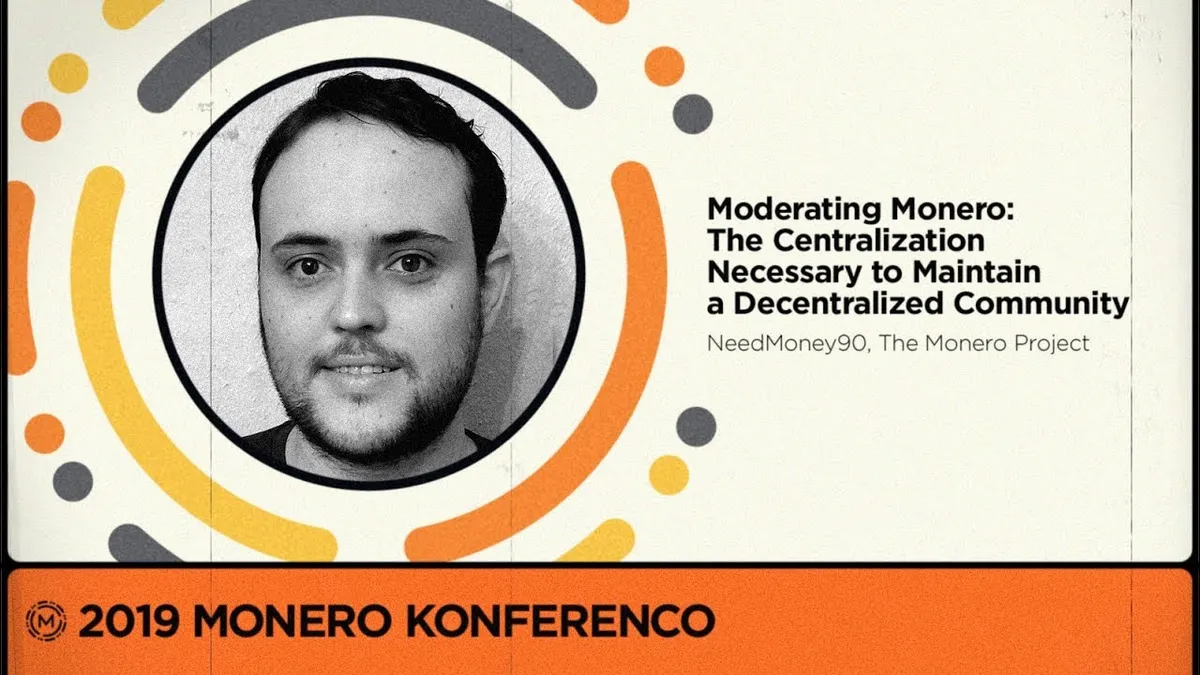 Moderating Monero:
The Centralization
Necessary to Maintain
a Decentralized Community
NeedMoney90, The Monero Project
M
2019 MONERO KONFERENCO